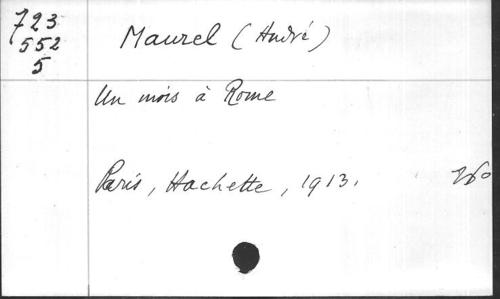 723
552
5
Maurel (André)
Un mois à Rome
Paris, Hachette, 1913.